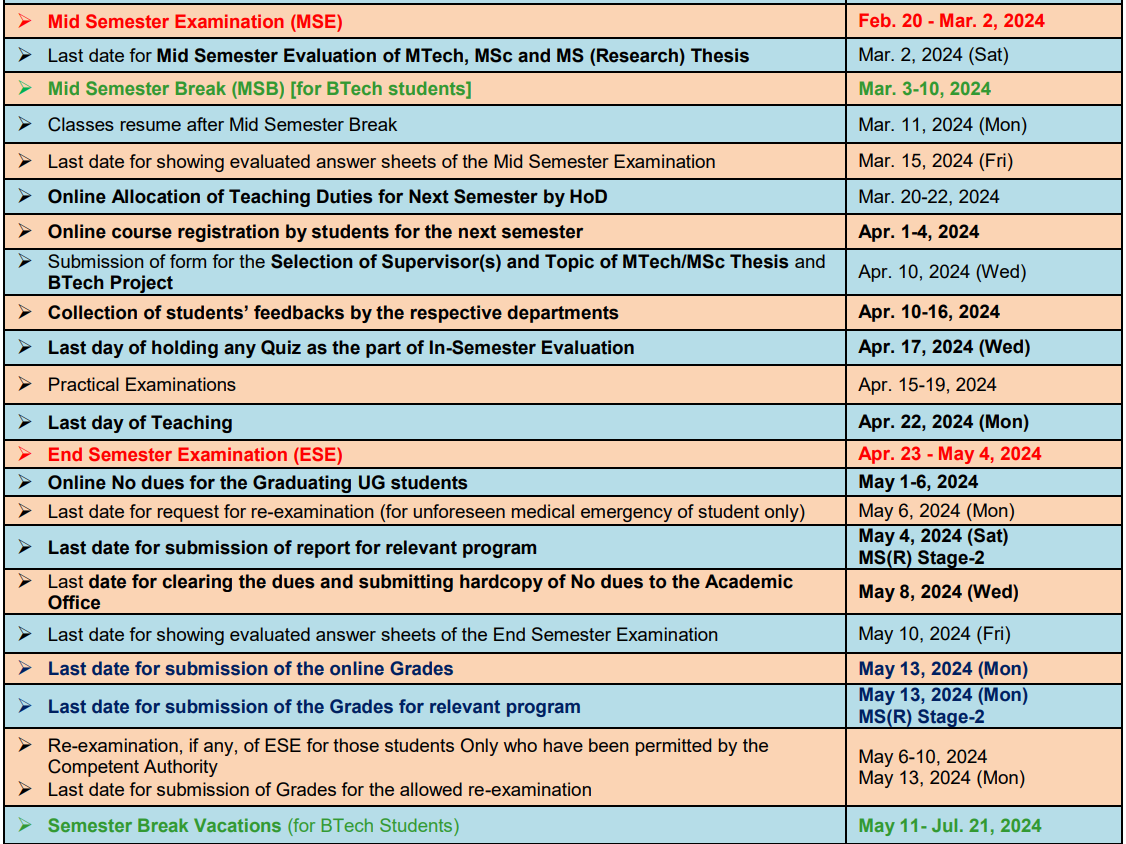 ➢ Mid Semester Examination (MSE) Feb. 20 - Mar. 2, 2024
➢ Last date for Mid Semester Evaluation of MTech, MSc and MS (Research) Thesis Mar. 2, 2024 (Sat)
➢ Mid Semester Break (MSB) [for BTech students] Mar. 3-10, 2024
➢ Classes resume after Mid Semester Break Mar. 11, 2024 (Mon)
➢ Last date for showing evaluated answer sheets of the Mid Semester Examination Mar. 15, 2024 (Fri)
➢ Online Allocation of Teaching Duties for Next Semester by HoD Mar. 20-22, 2024
➢ Online course registration by students for the next semester Apr. 1-4, 2024
➢ Submission of form for the Selection of Supervisor(s) and Topic of MTech/MSc Thesis and
BTech Project
Apr. 10, 2024 (Wed)
➢ Collection of students’ feedbacks by the respective departments Apr. 10-16, 2024
➢ Last day of holding any Quiz as the part of In-Semester Evaluation Apr. 17, 2024 (Wed)
➢ Practical Examinations Apr. 15-19, 2024
➢ Last day of Teaching Apr. 22, 2024 (Mon)
➢ End Semester Examination (ESE) Apr. 23 - May 4, 2024
➢ Online No dues for the Graduating UG students May 1-6, 2024
➢ Last date for request for re-examination (for unforeseen medical emergency of student only) May 6, 2024 (Mon)
➢ Last date for submission of report for relevant program
May 4, 2024 (Sat)
MS(R) Stage-2
➢ Last date for clearing the dues and submitting hardcopy of No dues to the Academic
Office
May 8, 2024 (Wed)
➢ Last date for showing evaluated answer sheets of the End Semester Examination May 10, 2024 (Fri)
➢ Last date for submission of the online Grades May 13, 2024 (Mon)
➢ Last date for submission of the Grades for relevant program
May 13, 2024 (Mon)
MS(R) Stage-2
➢ Re-examination, if any, of ESE for those students Only who have been permitted by the
Competent Authority
➢ Last date for submission of Grades for the allowed re-examination
May 6-10, 2024
May 13, 2024 (Mon)
➢ Semester Break Vacations (for BTech Students) May 11- Jul. 21, 2024